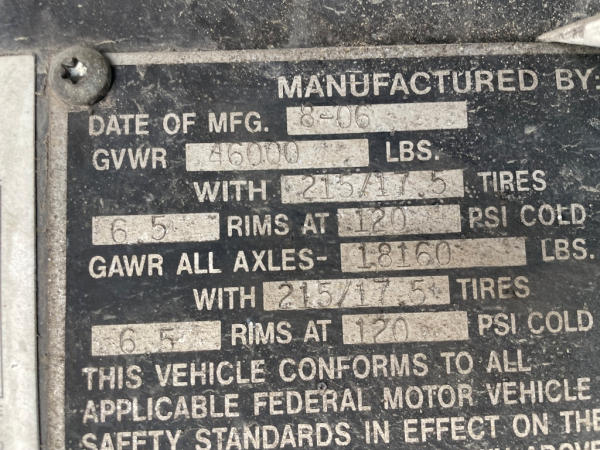 MANUFACTURED BY:
DATE OF MFG. 8-06
GVWR 46000 LBS.
WITH 215/17.5 TIRES
6.5 RIMS AT 120 PSI COLD
GAWR ALL AXLES- 18160 LBS.
WITH 215/17.5 TIRES
6.5 RIMS AT 120 PSI COLD
THIS VEHICLE CONFORMS TO ALL
APPLICABLE FEDERAL MOTOR VEHICLE
SAFETY STANDARDS IN EFFECT ON THE